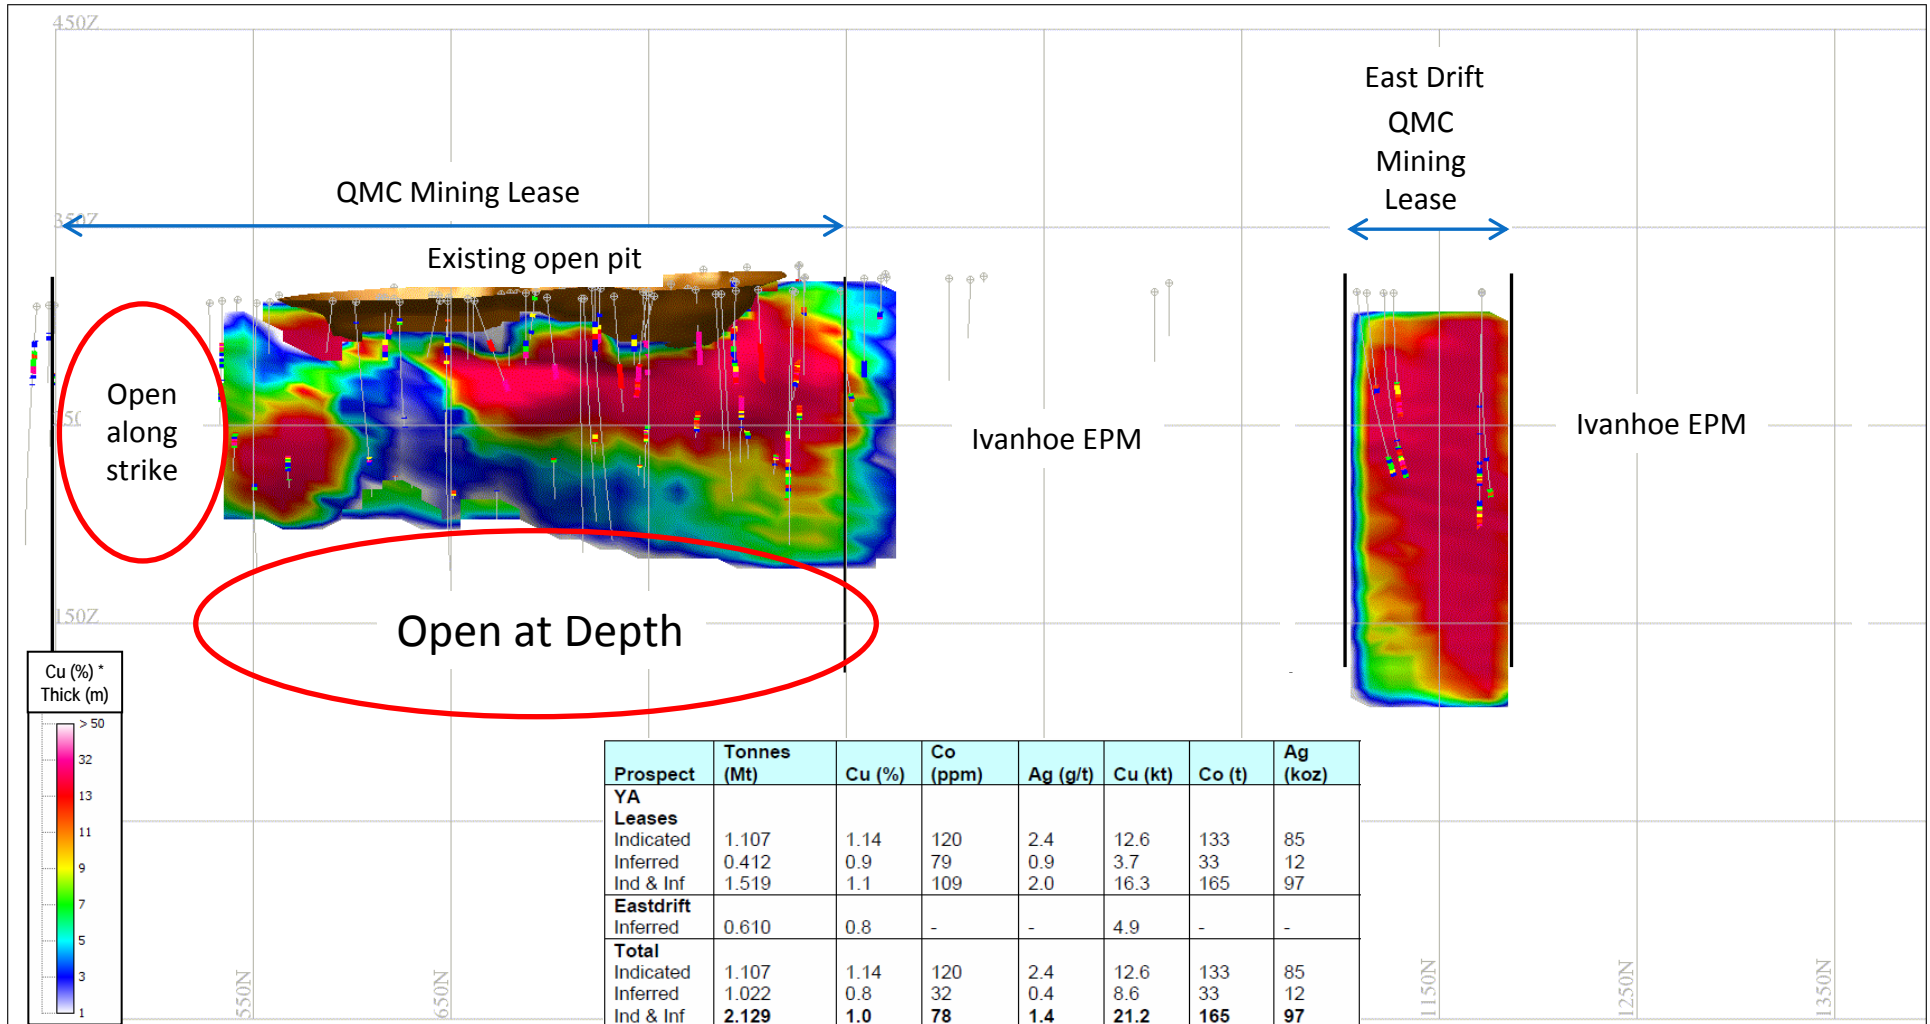 450Z
East Drift
QMC
Mining
Lease
QMC Mining Lease
350Z
Existing open pit
Open
along
strike
Ivanhoe EPM
Ivanhoe EPM
Open at Depth
150Z
Cu (%) *
Thick (m)
> 50
32
13
11
9
7
5
3
1
550N
650N
1150N
1250N
1350N
Prospect Tonnes (Mt) Cu (%) Co (ppm) Ag (g/t) Cu (kt) Co (t) Ag (koz)
YA
Leases
Indicated 1.107 1.14 120 2.4 12.6 133 85
Inferred 0.412 0.9 79 0.9 3.7 33 12
Ind & Inf 1.519 1.1 109 2.0 16.3 165 97
Eastdrift
Inferred 0.610 0.8 - - 4.9 - -
Total
Indicated 1.107 1.14 120 2.4 12.6 133 85
Inferred 1.022 0.8 32 0.4 8.6 33 12
Ind & Inf 2.129 1.0 78 1.4 21.2 165 97